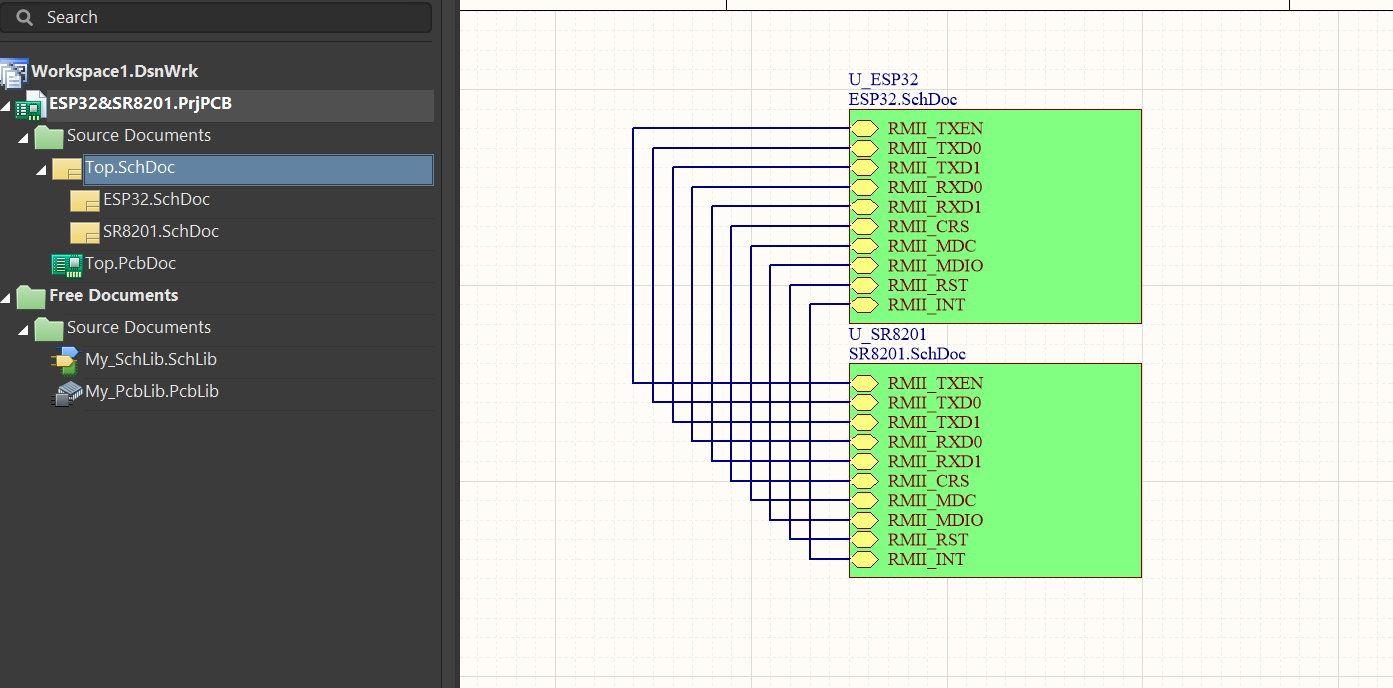 Search
Workspace1.DsnWrk
ESP32&SR8201.PrjPCB
Source Documents
Top.SchDoc
ESP32.SchDoc
SR8201.SchDoc
Top.PcbDoc
Free Documents
Source Documents
My_SchLib.SchLib
My_PcbLib.PcbLib
U_ESP32
ESP32.SchDoc
RMII_TXEN
RMII_TXD0
RMII_TXD1
RMII_RXD0
RMII_RXD1
RMII_CRS
RMII_MDC
RMII_MDIO
RMII_RST
RMII_INT
U_SR8201
SR8201.SchDoc
RMII_TXEN
RMII_TXD0
RMII_TXD1
RMII_RXD0
RMII_RXD1
RMII_CRS
RMII_MDC
RMII_MDIO
RMII_RST
RMII_INT